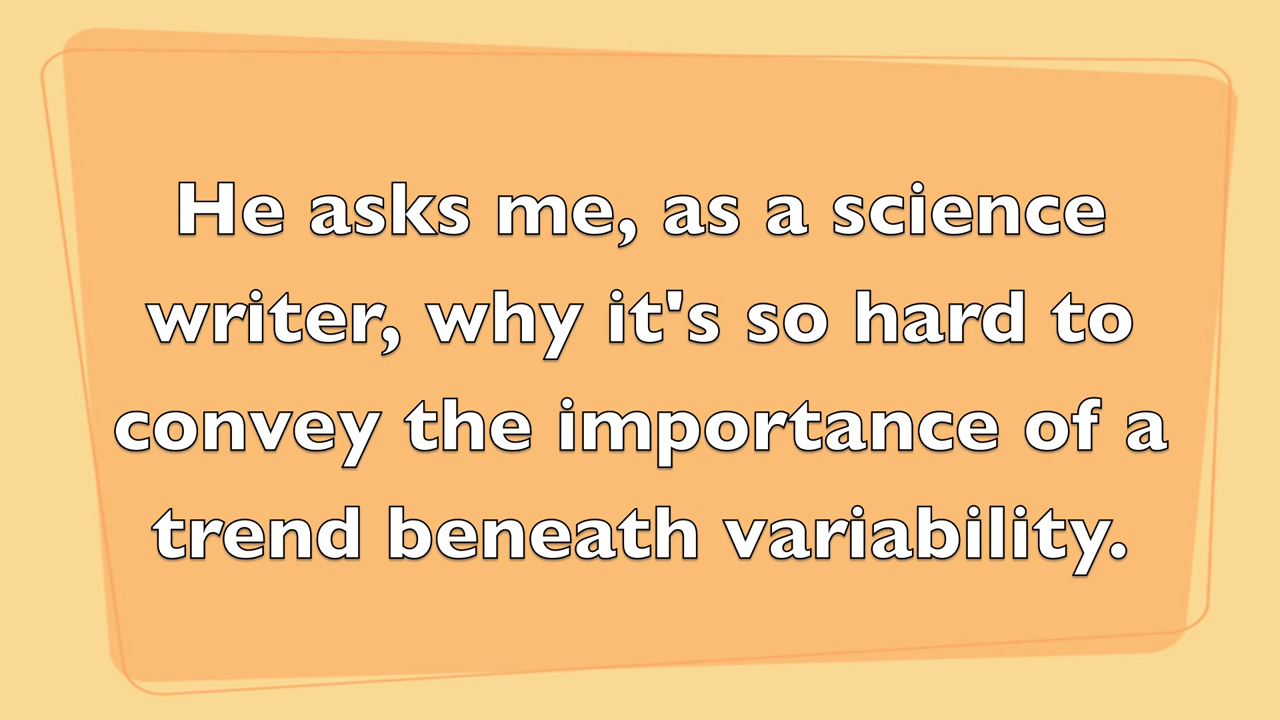 He asks me, as a science
writer, why it's so hard to
convey the importance of a
trend beneath variability.